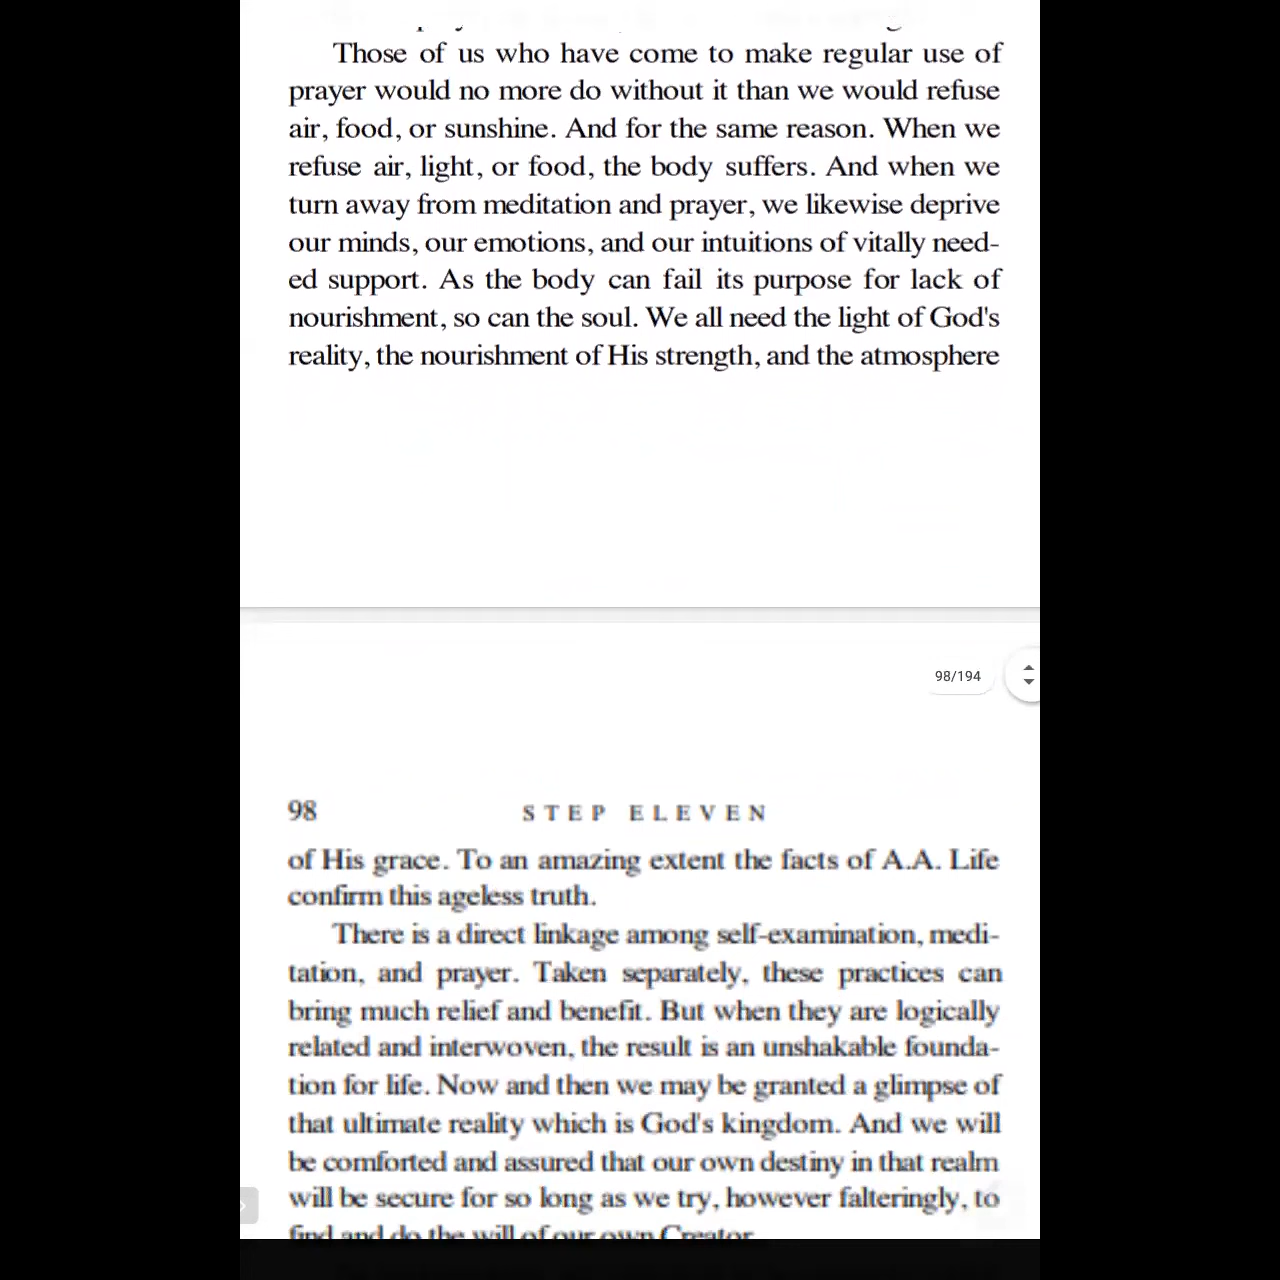 Those of us who have come to make regular use of
prayer would no more do without it than we would refuse
air, food, or sunshine. And for the same reason. When we
refuse air, light, or food, the body suffers. And when we
turn away from meditation and prayer, we likewise deprive
our minds, our emotions, and our intuitions of vitally need-
ed support. As the body can fail its purpose for lack of
nourishment, so can the soul. We all need the light of God's
reality, the nourishment of His strength, and the atmosphere
98/194
98 STEP ELEVEN
of His grace. To an amazing extent the facts of A.A. Life
confirm this ageless truth.
There is a direct linkage among self-examination, medi-
tation, and prayer. Taken separately, these practices can
bring much relief and benefit. But when they are logically
related and interwoven, the result is an unshakable founda-
tion for life. Now and then we may be granted a glimpse of
that ultimate reality which is God's kingdom. And we will
be comforted and assured that our own destiny in that realm
will be secure for so long as we try, however falteringly, to
find and do the will of our own Creator.